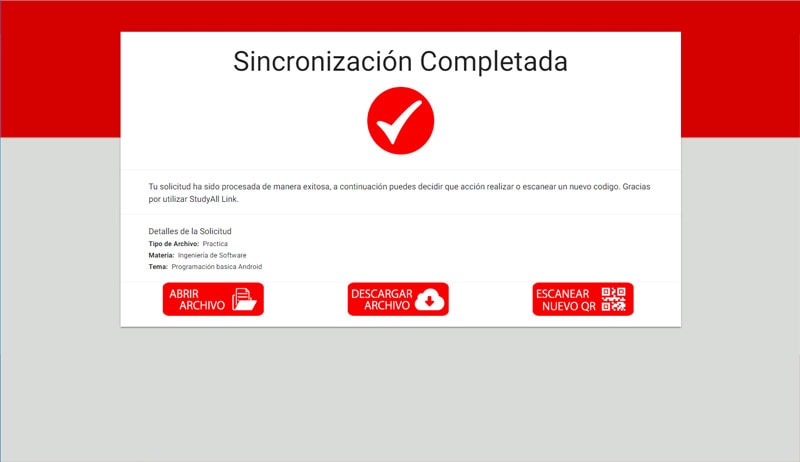 Sincronización Completada
Tu solicitud ha sido procesada de manera exitosa, a continuación puedes decidir que acción realizar o escanear un nuevo codigo. Gracias
por utilizar StudyAll Link.
Detalles de la Solicitud
Tipo de Archivo: Practica
Materia: Ingeniería de Software
Tema: Programación basica Android
ABRIR
ARCHIVO
DESCARGAR
ARCHIVO
ESCANEAR
NUEVO QR